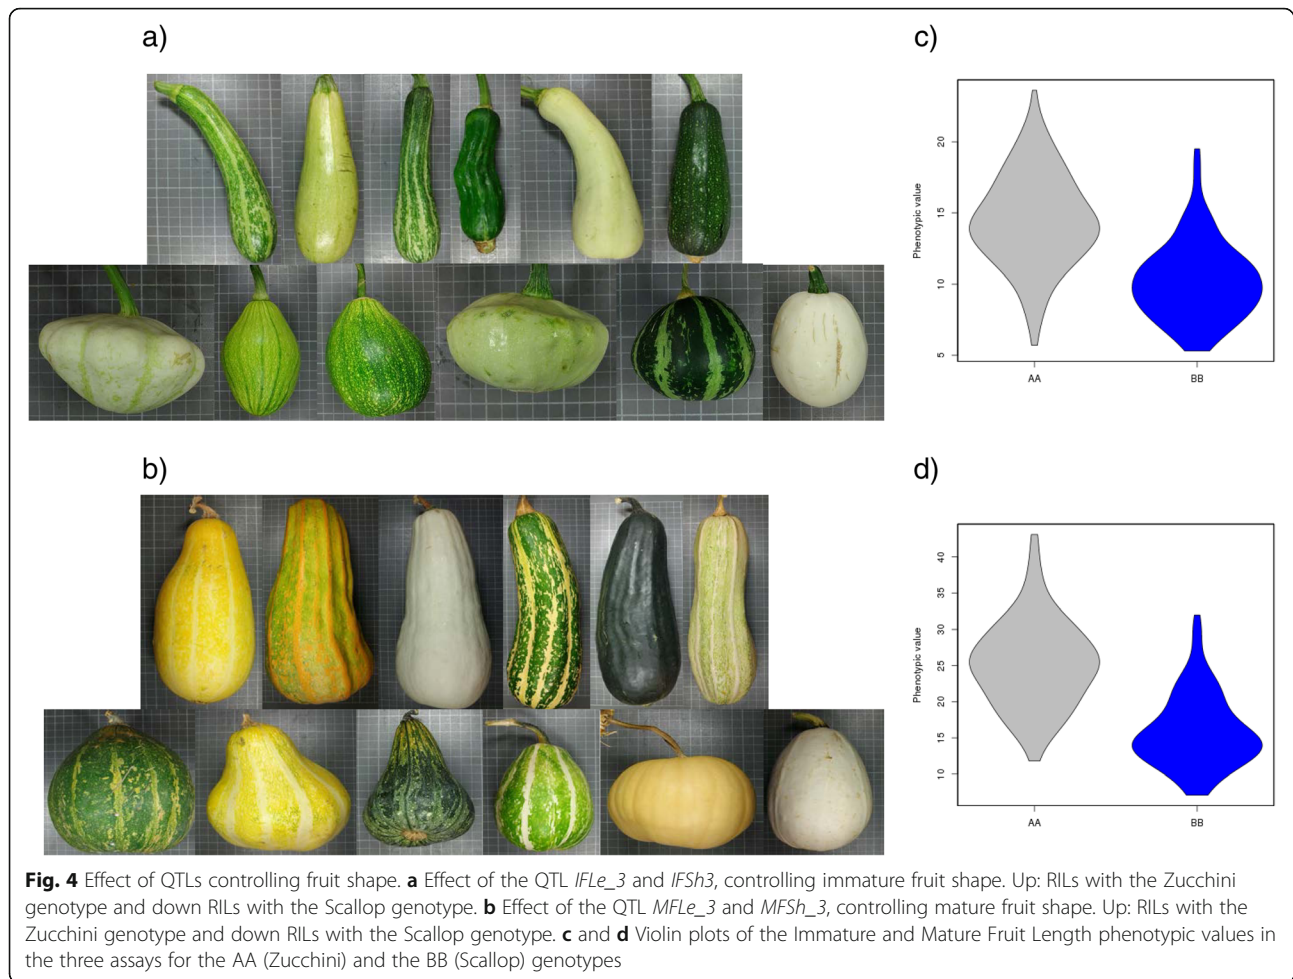 a)
c)
Phenotypic value
20
15
10
5
AA
BB
b)
d)
Phenotypic value
40
35
30
25
20
15
10
AA
BB
Fig. 4 Effect of QTLs controlling fruit shape. a Effect of the QTL IFLe_3 and IFSh3, controlling immature fruit shape. Up: RILs with the Zucchini
genotype and down RILs with the Scallop genotype. b Effect of the QTL MFLe_3 and MFSh_3, controlling mature fruit shape. Up: RILs with the
Zucchini genotype and down RILs with the Scallop genotype. c and d Violin plots of the Immature and Mature Fruit Length phenotypic values in
the three assays for the AA (Zucchini) and the BB (Scallop) genotypes